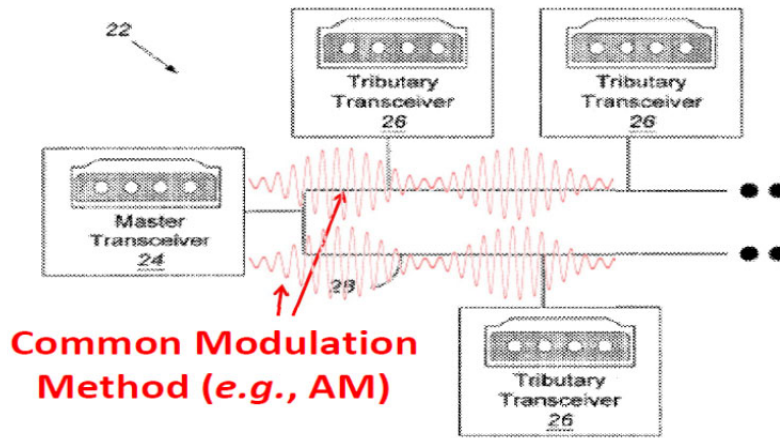 22
Tributary
Transceiver
26
Tributary
Transceiver
26
Master
Transceiver
24
28
Common Modulation
Method (e.g., AM)
Tributary
Transceiver
26